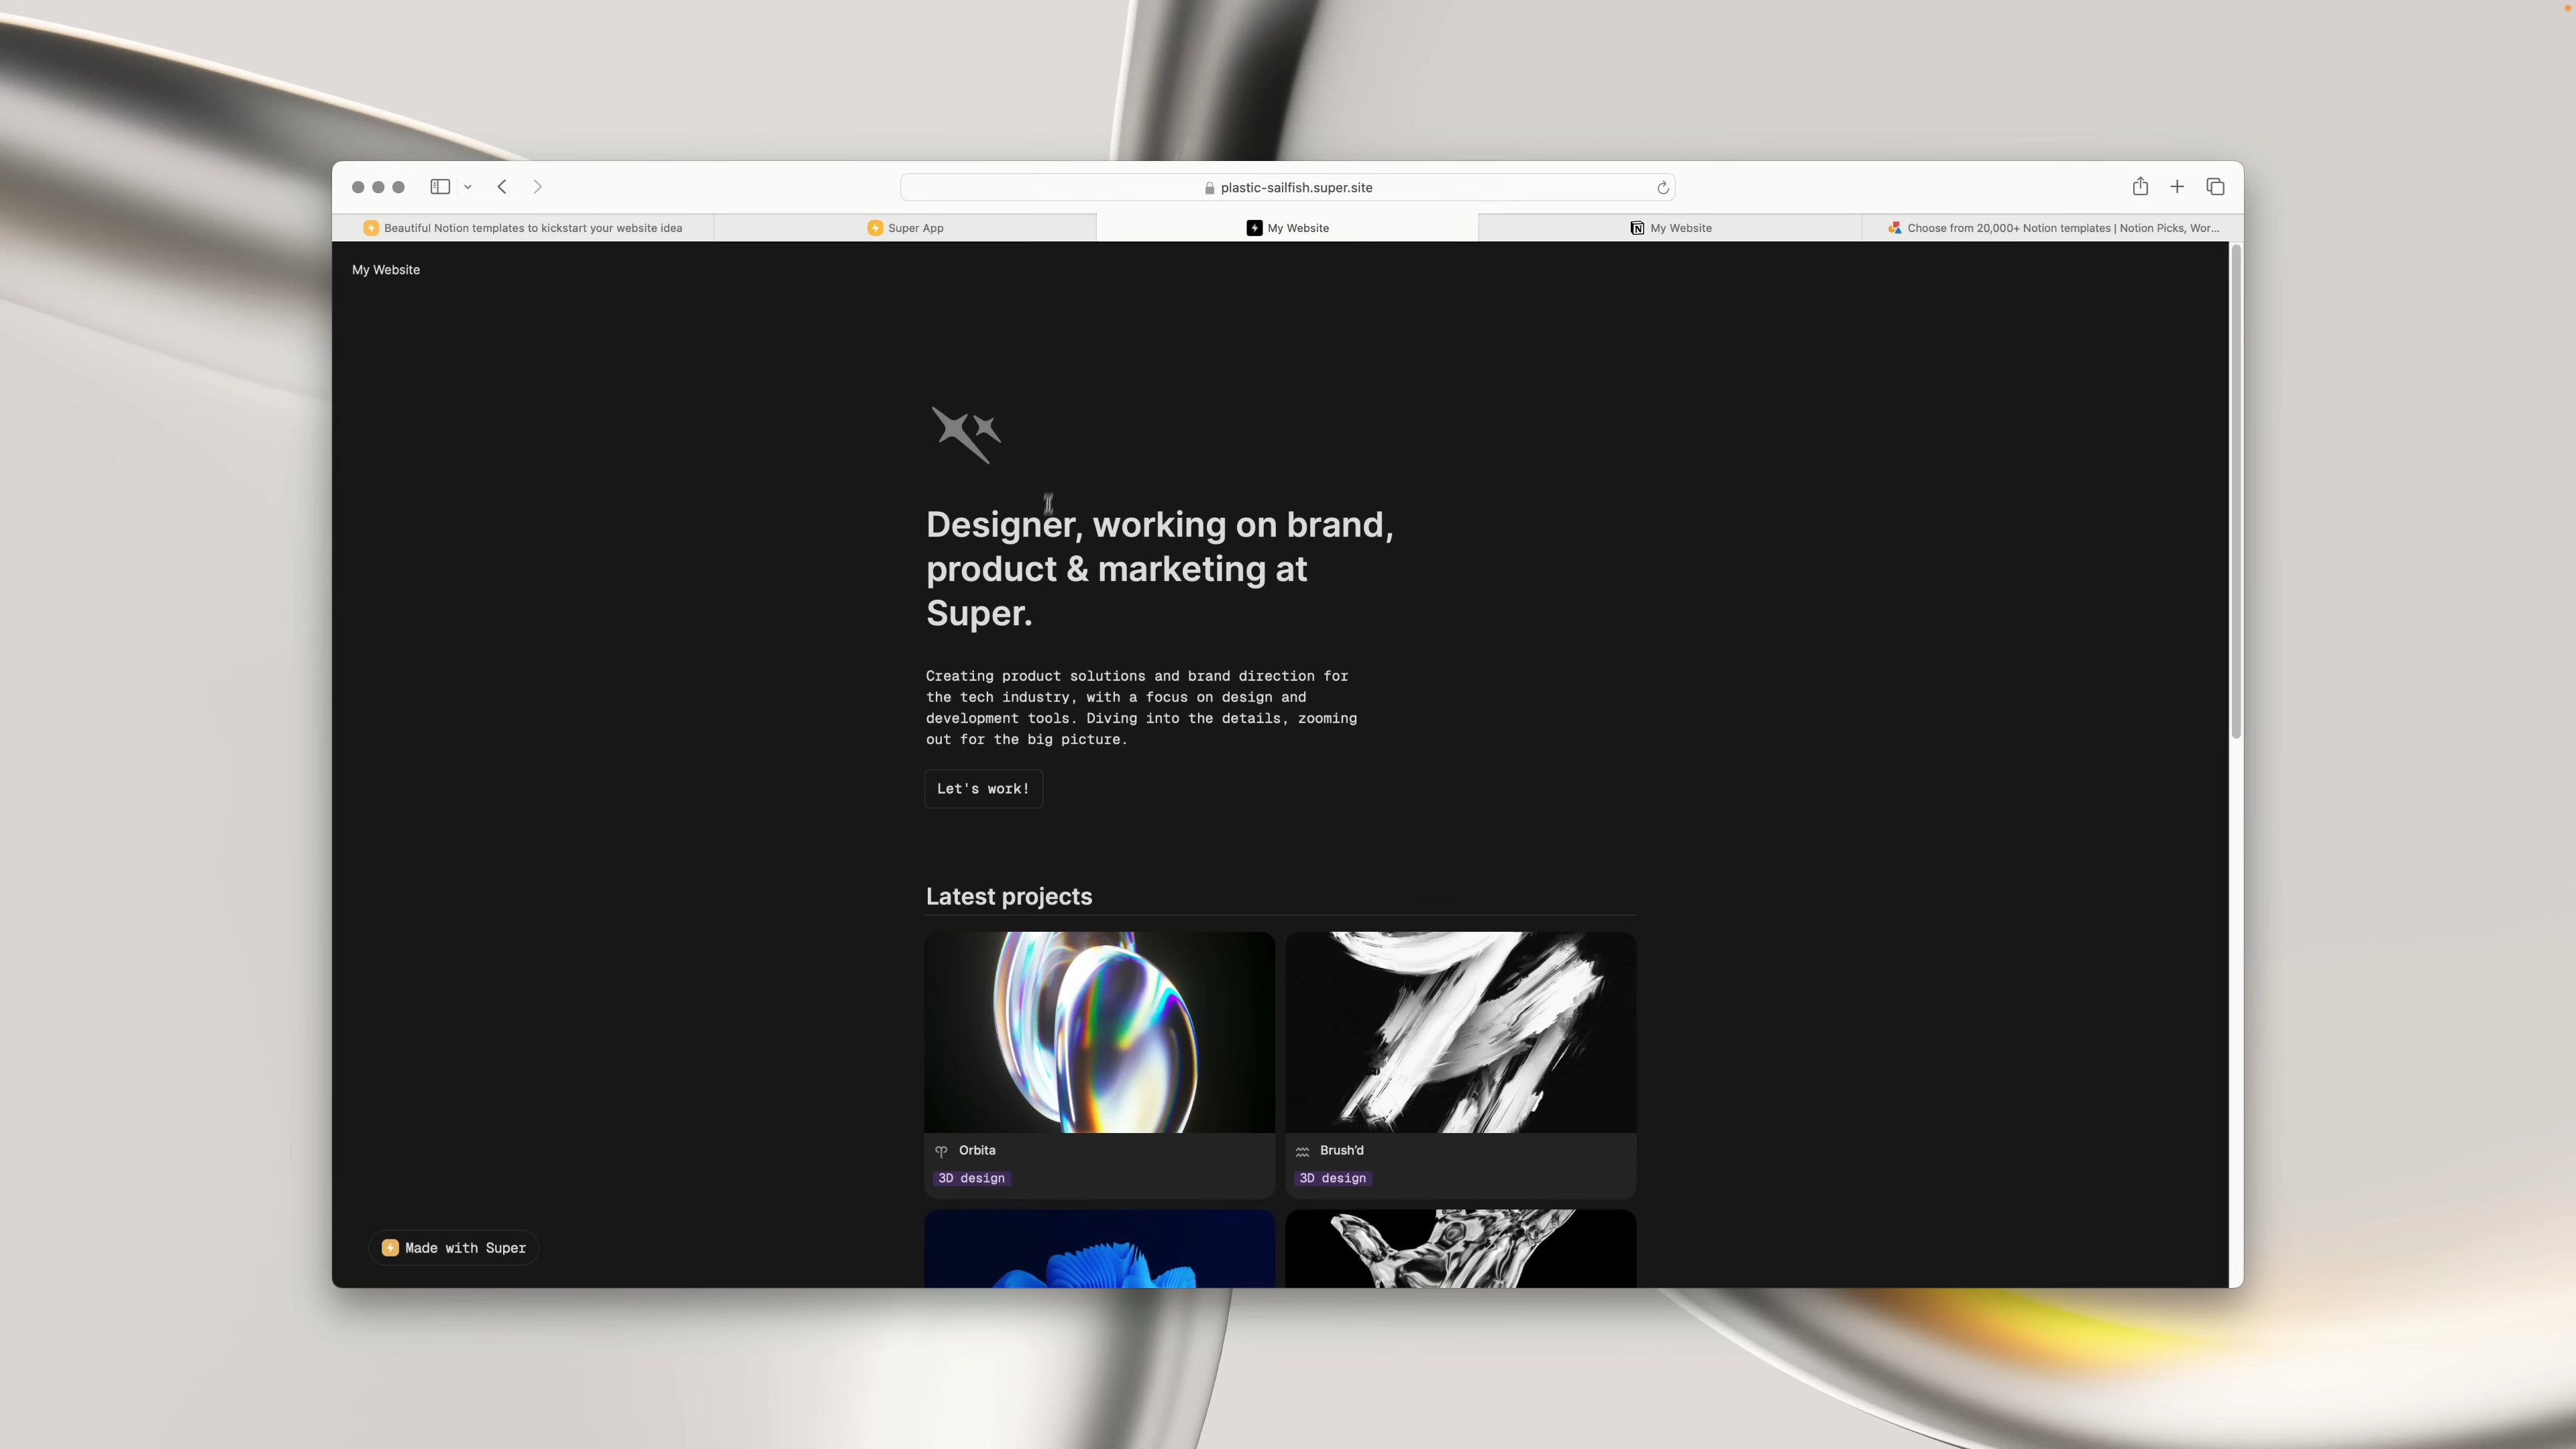 plastic-sailfish.super.site
Beautiful Notion templates to kickstart your website idea
Super App
My Website
My Website
Choose from 20,000+ Notion templates | Notion Picks, Wor...
My Website
Designer, working on brand,
product & marketing at
Super.
Creating product solutions and brand direction for
the tech industry, with a focus on design and
development tools. Diving into the details, zooming
out for the big picture.
Let's work!
Latest projects
Orbita
3D design
Brush'd
3D design
Made with Super